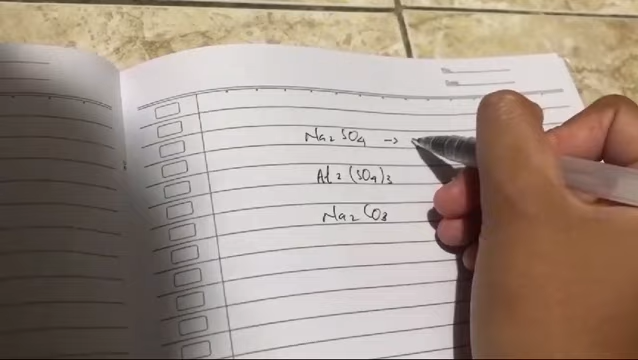 Na₂SO₄ →
Al₂(SO₄)₃
Na₂CO₃